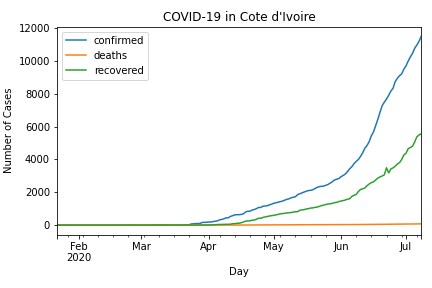 COVID-19 in Cote d'Ivoire
confirmed
deaths
recovered
Number of Cases
12000
10000
8000
6000
4000
2000
0
Feb
2020
Mar
Apr
May
Jun
Jul
Day